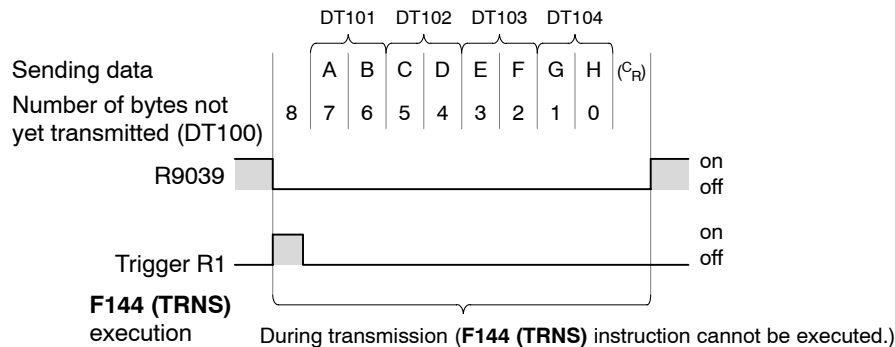 DT101 DT102 DT103 DT104
Sending data A B C D E F G H (CR)
Number of bytes not
yet transmitted (DT100) 8 7 6 5 4 3 2 1 0
R9039 on
off
Trigger R1 on
off
F144 (TRNS)
execution
During transmission (F144 (TRNS) instruction cannot be executed.)